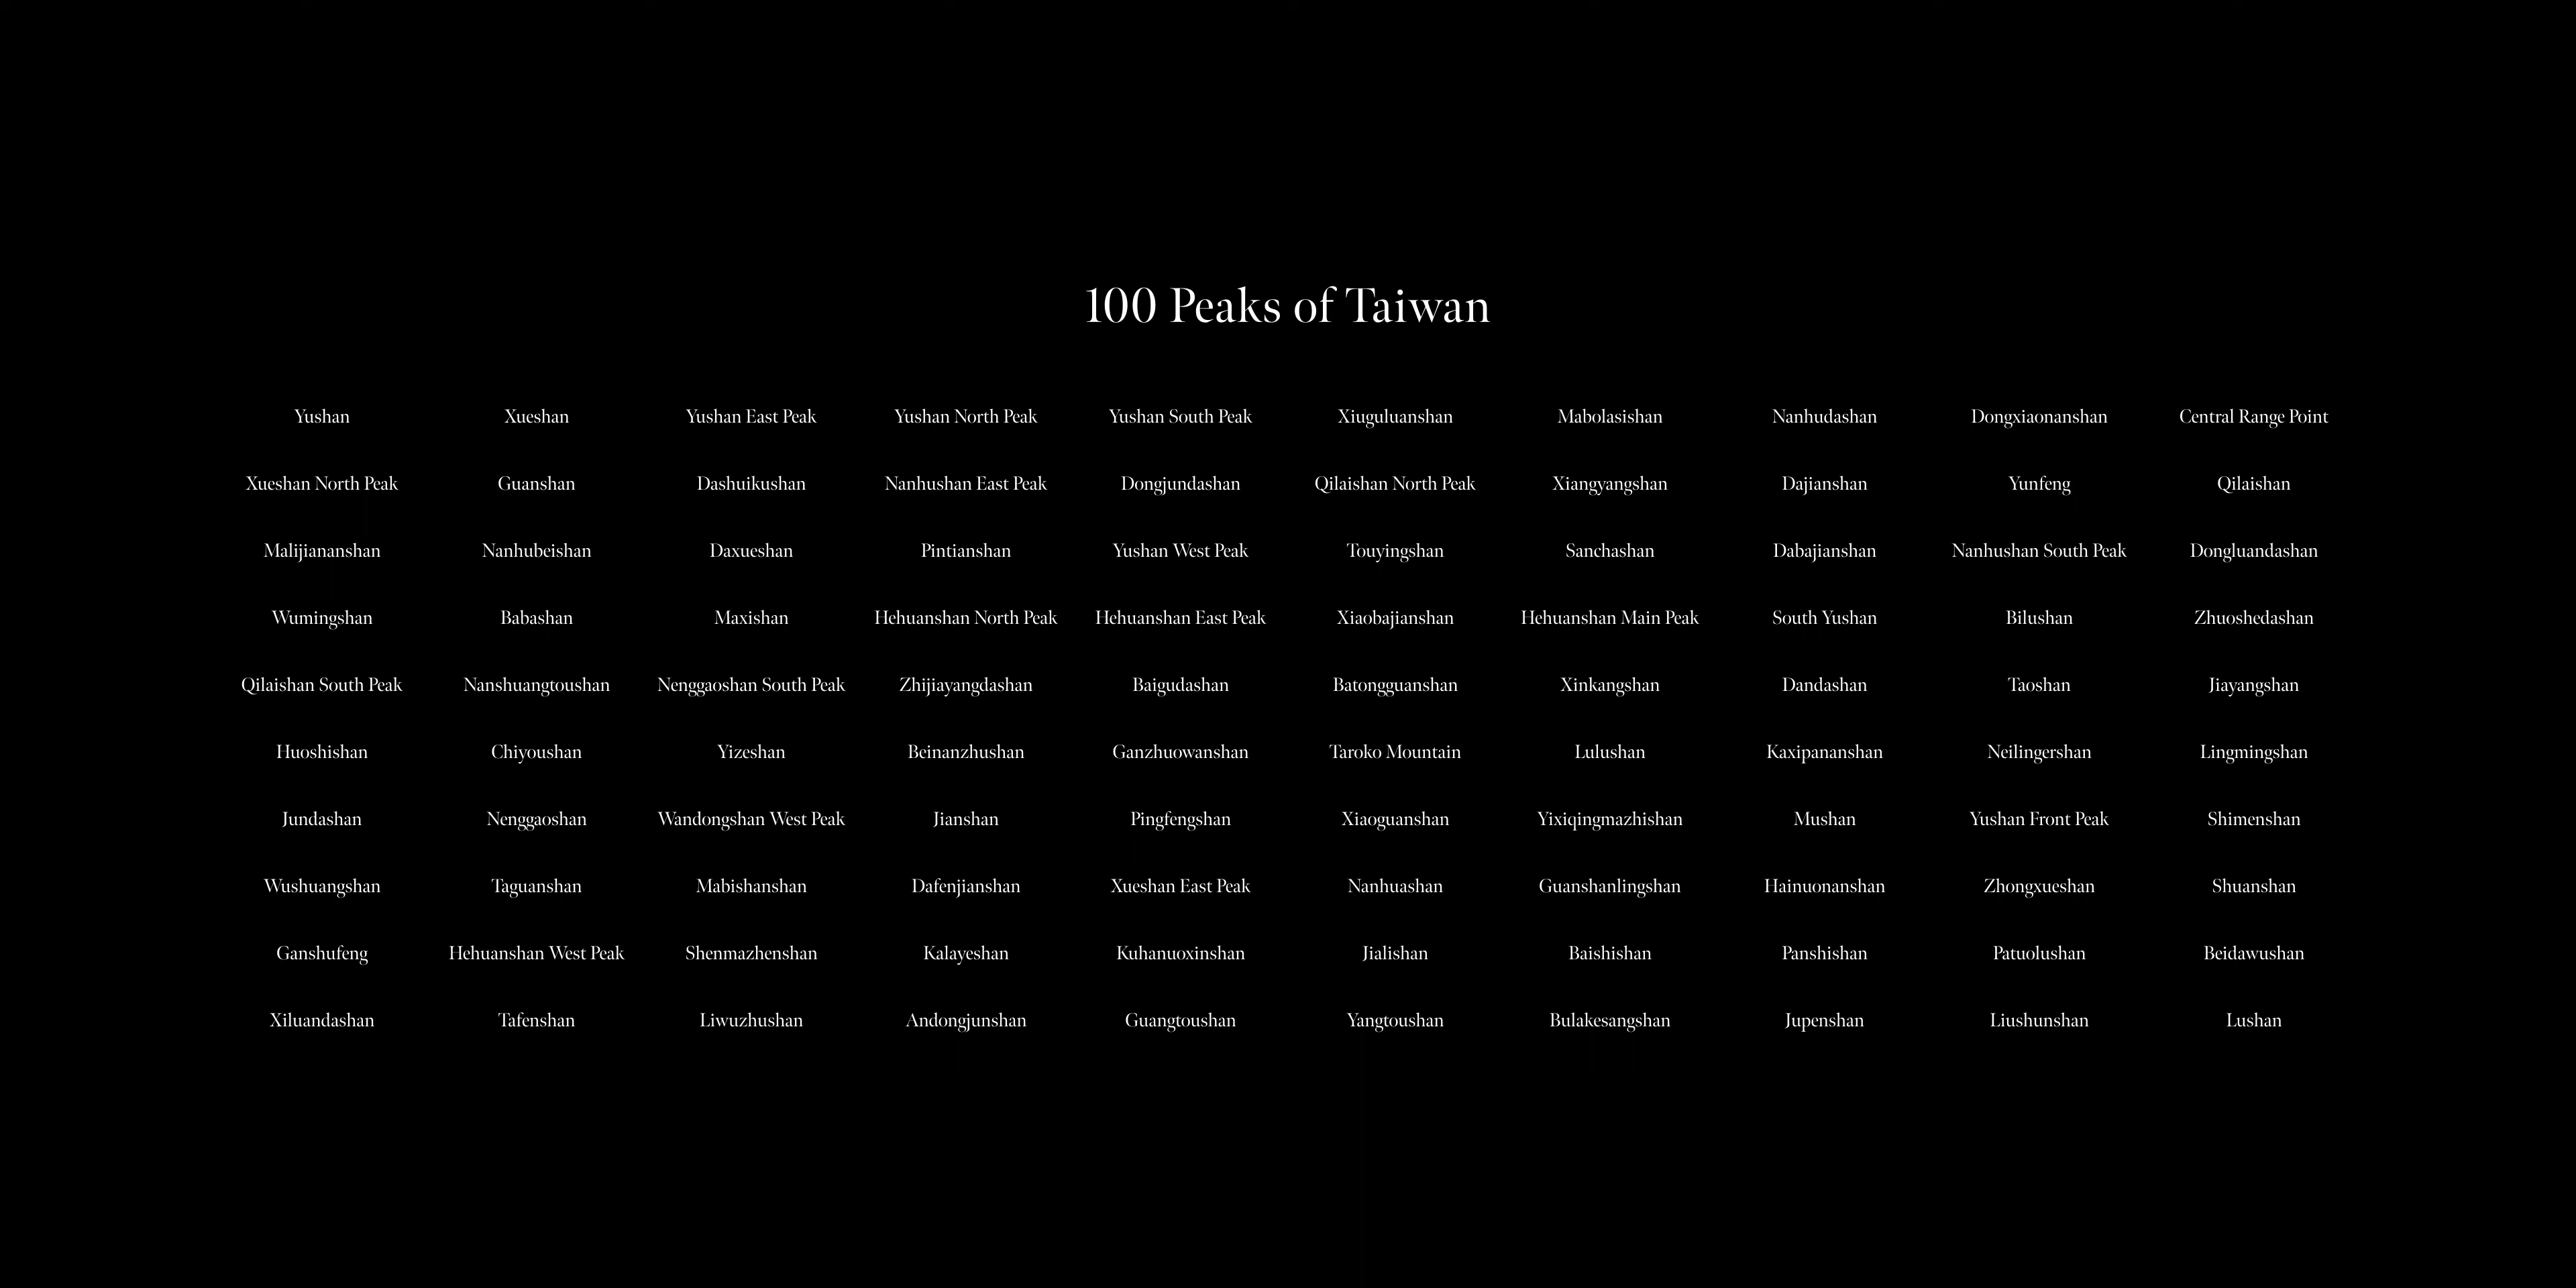 100 Peaks of Taiwan
Yushan Xueshan Yushan East Peak Yushan North Peak Yushan South Peak Xiuguluanshan Mabolasishan Nanhudashan Dongxiaonanshan Central Range Point
Xueshan North Peak Guanshan Dashuikushan Nanhushan East Peak Dongjundashan Qilaishan North Peak Xiangyangshan Dajianshan Yunfeng Qilaishan
Malijiananshan Nanhubeishan Daxueshan Pintianshan Yushan West Peak Touyingshan Sanchashan Dabajianshan Nanhushan South Peak Dongluandashan
Wumingshan Babashan Maxishan Hehuanshan North Peak Hehuanshan East Peak Xiaobajianshan Hehuanshan Main Peak South Yushan Bilushan Zhuoshedashan
Qilaishan South Peak Nanshuangtoushan Nenggaoshan South Peak Zhijiayangdashan Baigudashan Batongguanshan Xinkangshan Dandashan Taoshan Jiayangshan
Huoshishan Chiyoushan Yizeshan Beinanzhushan Ganzhuowanshan Taroko Mountain Lulushan Kaxipananshan Neilingershan Lingmingshan
Jundashan Nenggaoshan Wandongshan West Peak Jianshan Pingfengshan Xiaoguanshan Yixiqingmazhishan Mushan Yushan Front Peak Shimenshan
Wushuangshan Taguanshan Mabishanshan Dafenjianshan Xueshan East Peak Nanhuashan Guanshanlingshan Hainuonanshan Zhongxueshan Shuanshan
Ganshufeng Hehuanshan West Peak Shenmazhenshan Kalayeshan Kuhanuoxinshan Jialishan Baishishan Panshishan Patuolushan Beidawushan
Xiluandashan Tafenshan Liwuzhushan Andongjunshan Guangtoushan Yangtoushan Bulakesangshan Jupenshan Liushunshan Lushan